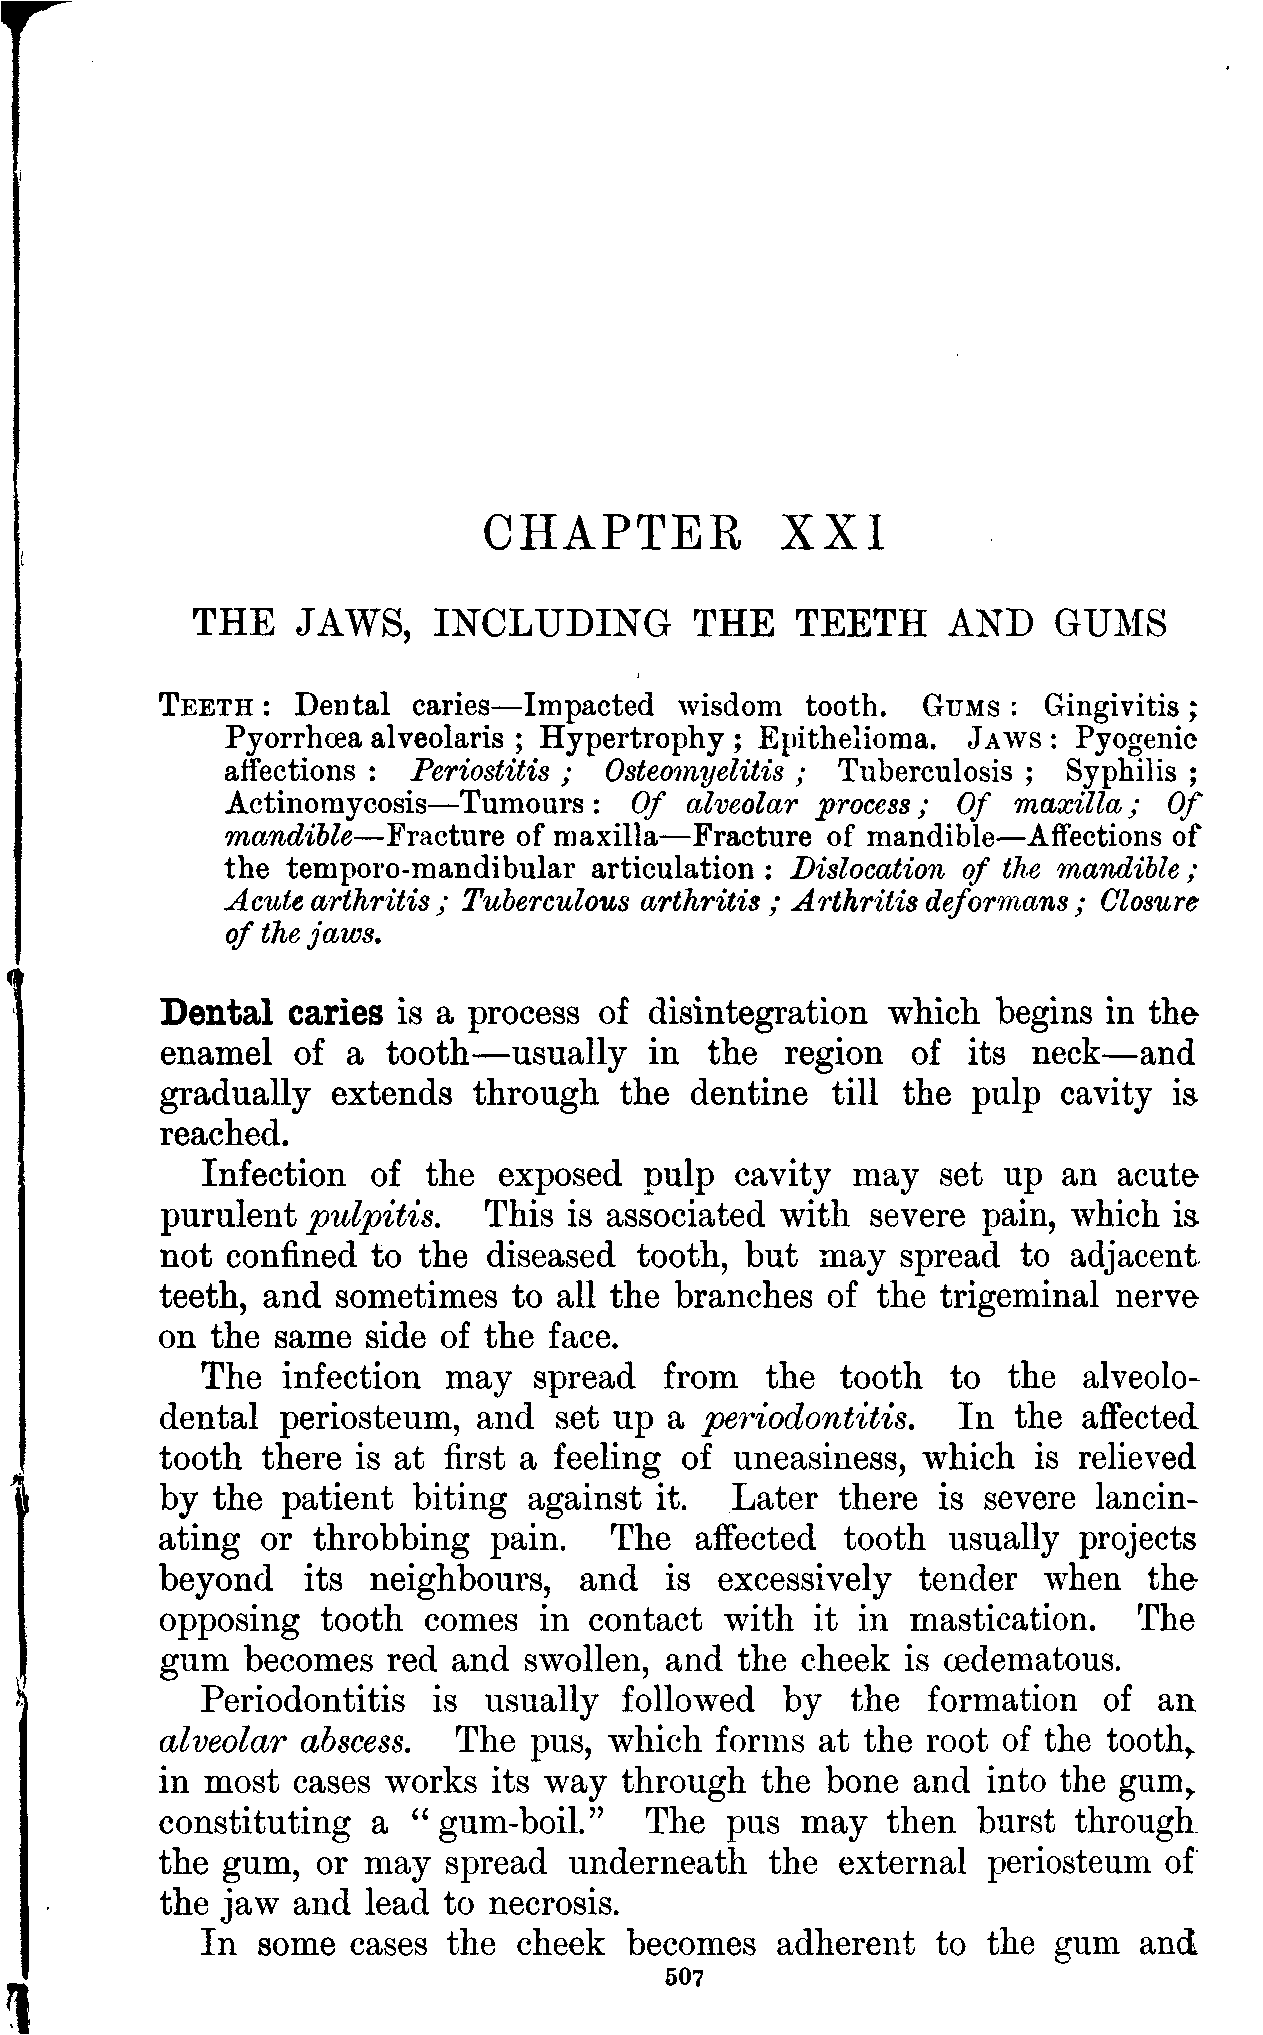 CHAPTER XXI
THE JAWS, INCLUDING THE TEETH AND GUMS
TEETH : Dental caries—Impacted wisdom tooth. GUMS : Gingivitis ;
Pyorrhœa alveolaris ; Hypertrophy ; Epithelioma. JAWS : Pyogenic
affections : Periostitis ; Osteomyelitis ; Tuberculosis ; Syphilis ;
Actinomycosis—Tumours : Of alveolar process ; Of maxilla ; Of
mandible—Fracture of maxilla—Fracture of mandible—Affections of
the temporo-mandibular articulation : Dislocation of the mandible ;
Acute arthritis ; Tuberculous arthritis ; Arthritis deformans ; Closure
of the jaws.
Dental caries is a process of disintegration which begins in the
enamel of a tooth—usually in the region of its neck—and
gradually extends through the dentine till the pulp cavity is
reached.
Infection of the exposed pulp cavity may set up an acute
purulent pulpitis. This is associated with severe pain, which is
not confined to the diseased tooth, but may spread to adjacent
teeth, and sometimes to all the branches of the trigeminal nerve
on the same side of the face.
The infection may spread from the tooth to the alveolo-
dental periosteum, and set up a periodontitis. In the affected
tooth there is at first a feeling of uneasiness, which is relieved
by the patient biting against it. Later there is severe lancin-
ating or throbbing pain. The affected tooth usually projects
beyond its neighbours, and is excessively tender when the
opposing tooth comes in contact with it in mastication. The
gum becomes red and swollen, and the cheek is œdematous.
Periodontitis is usually followed by the formation of an
alveolar abscess. The pus, which forms at the root of the tooth,
in most cases works its way through the bone and into the gum,
constituting a “ gum-boil.” The pus may then burst through
the gum, or may spread underneath the external periosteum of
the jaw and lead to necrosis.
In some cases the cheek becomes adherent to the gum and
507